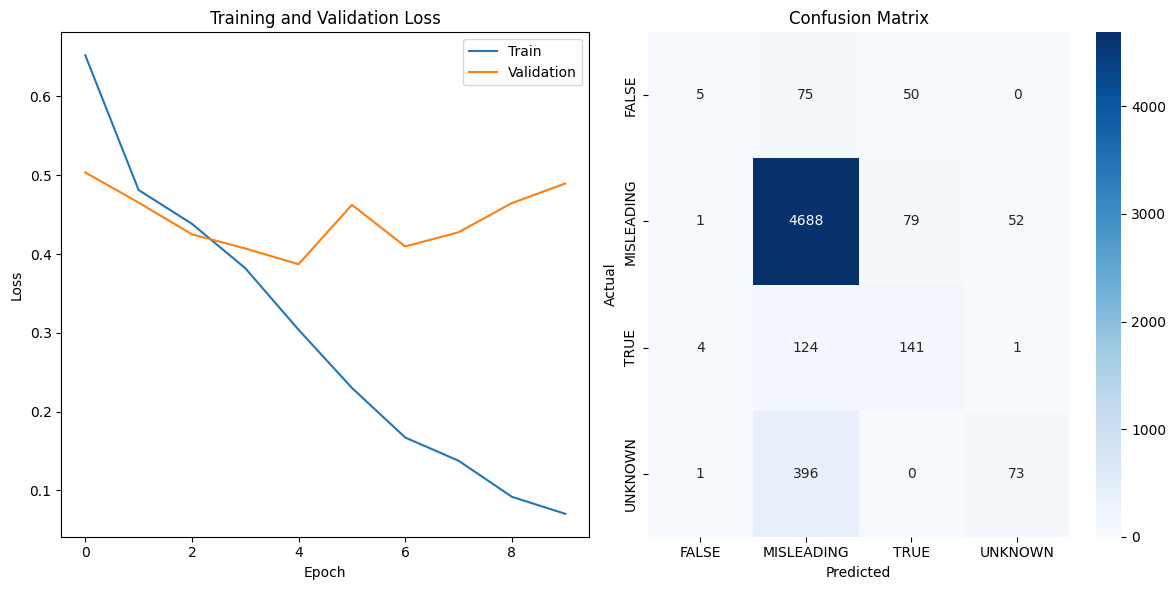 Training and Validation Loss
Train
Validation
0.6
0.5
0.4
0.3
0.2
0.1
Loss
0 2 4 6 8
Epoch
Confusion Matrix
FALSE 5 75 50 0
MISLEADING 1 4688 79 52
TRUE 4 124 141 1
UNKNOWN 1 396 0 73
Actual
FALSE MISLEADING TRUE UNKNOWN
Predicted
4000
3000
2000
1000
0